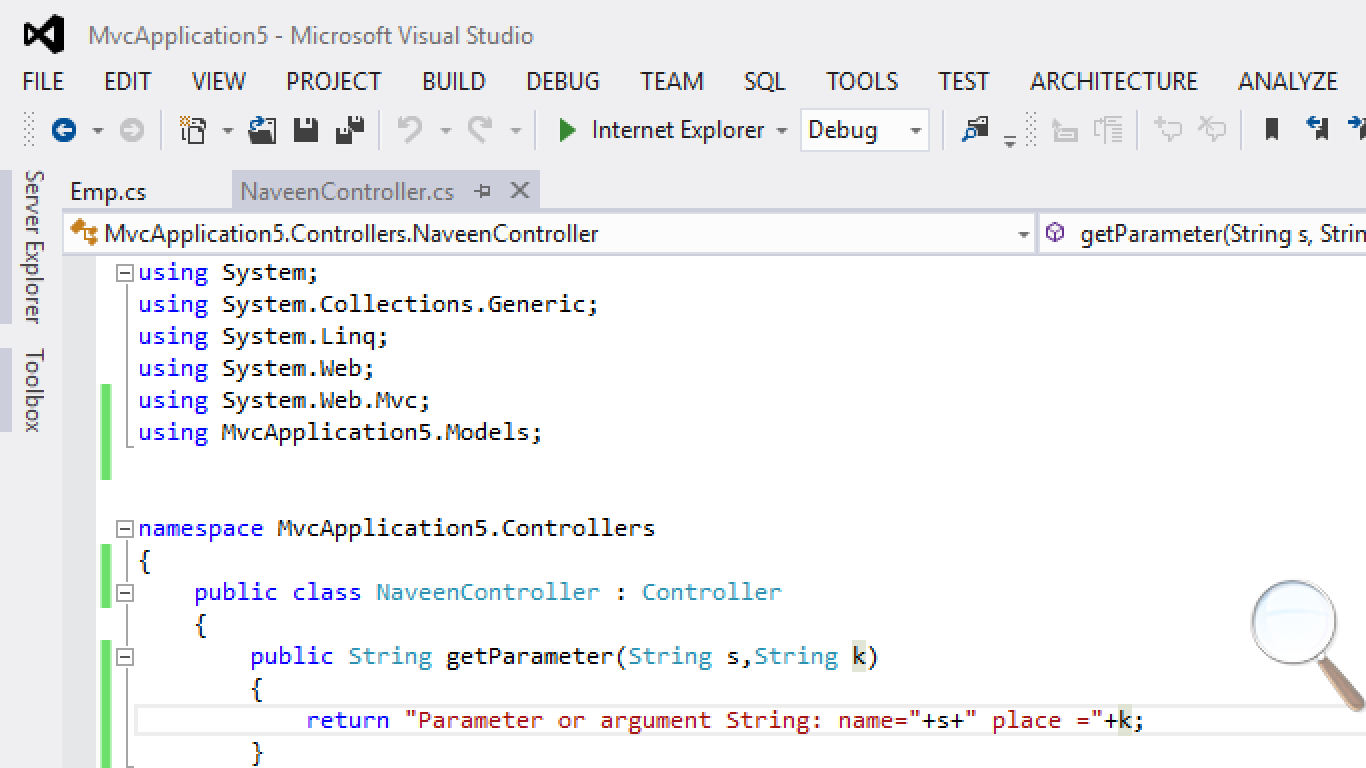 MvcApplication5 - Microsoft Visual Studio
FILE EDIT VIEW PROJECT BUILD DEBUG TEAM SQL TOOLS TEST ARCHITECTURE ANALYZE
Internet Explorer Debug
Server Explorer
Toolbox
Emp.cs NaveenController.cs
MvcApplication5.Controllers.NaveenController getParameter(String s, Strin
using System;
using System.Collections.Generic;
using System.Linq;
using System.Web;
using System.Web.Mvc;
using MvcApplication5.Models;
namespace MvcApplication5.Controllers
{
public class NaveenController : Controller
{
public String getParameter(String s,String k)
{
return "Parameter or argument String: name="+s+" place ="+k;
}